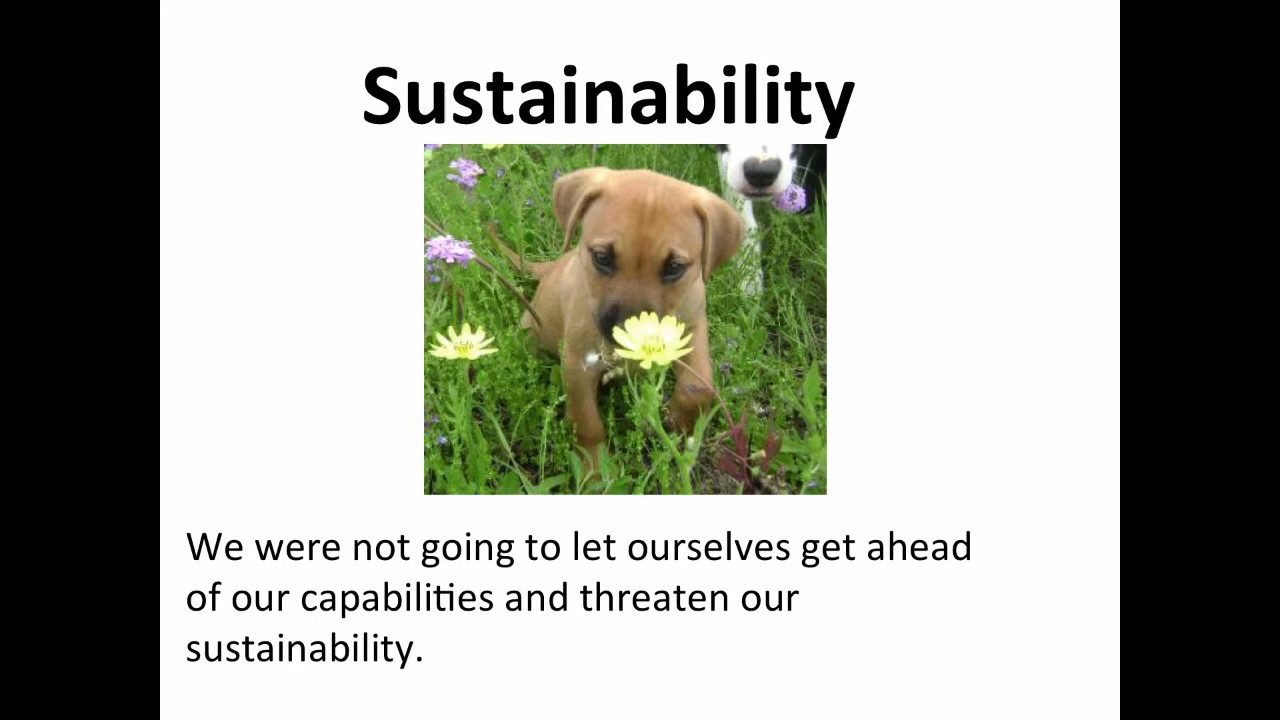 Sustainability
We were not going to let ourselves get ahead
of our capabilities and threaten our
sustainability.